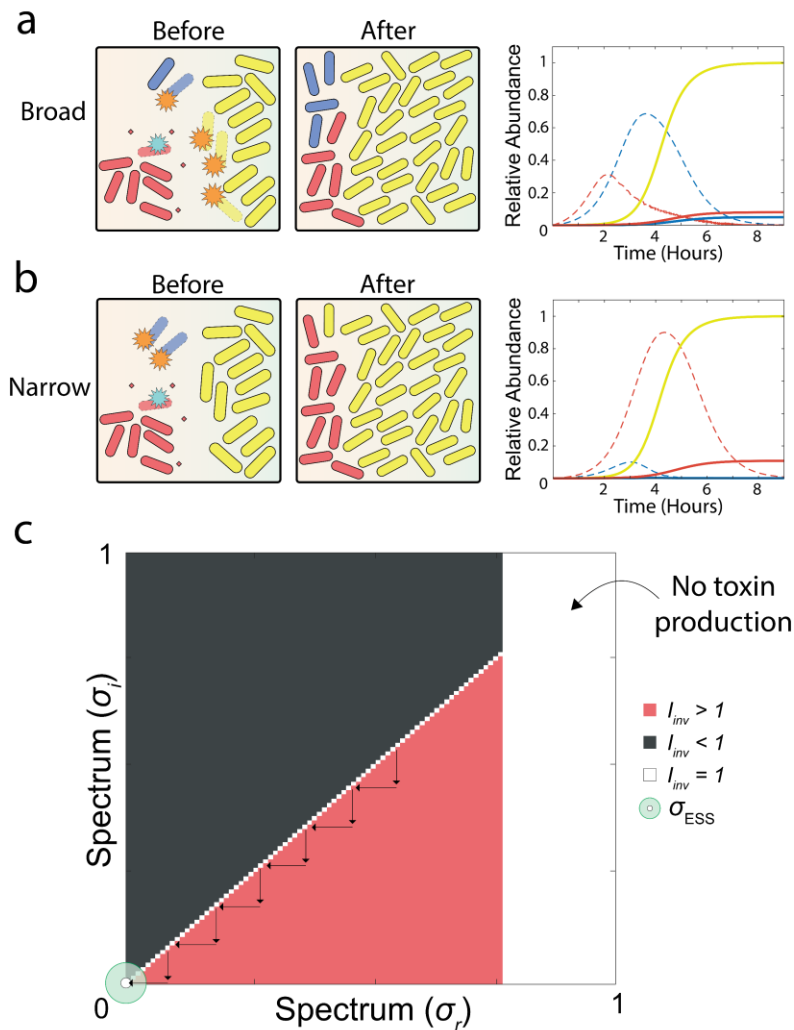 a
Before
After
Broad
Relative Abundance
1
0.8
0.6
0.4
0.2
0
2
4
6
8
Time (Hours)
b
Before
After
Narrow
Relative Abundance
1
0.8
0.6
0.4
0.2
0
2
4
6
8
Time (Hours)
c
1
Spectrum (σi)
0
Spectrum (σr)
1
No toxin
production
Iinv > 1
Iinv < 1
Iinv = 1
σESS